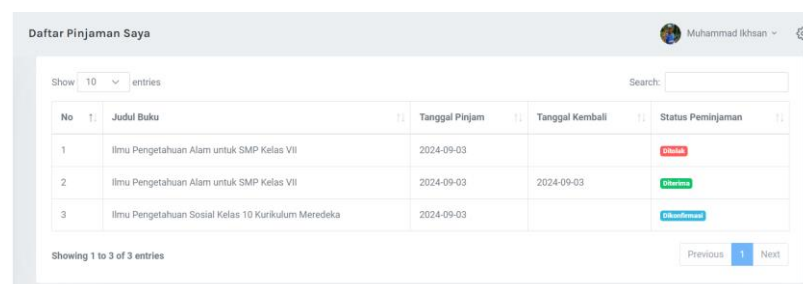 Daftar Pinjaman Saya
Muhammad Ikhsan
Show 10 entries
Search:
No Judul Buku Tanggal Pinjam Tanggal Kembali Status Peminjaman
1 Ilmu Pengetahuan Alam untuk SMP Kelas VII 2024-09-03 Ditolak
2 Ilmu Pengetahuan Alam untuk SMP Kelas VII 2024-09-03 2024-09-03 Diterima
3 Ilmu Pengetahuan Sosial Kelas 10 Kurikulum Meredeka 2024-09-03 Dikonfirmasi
Showing 1 to 3 of 3 entries
Previous 1 Next